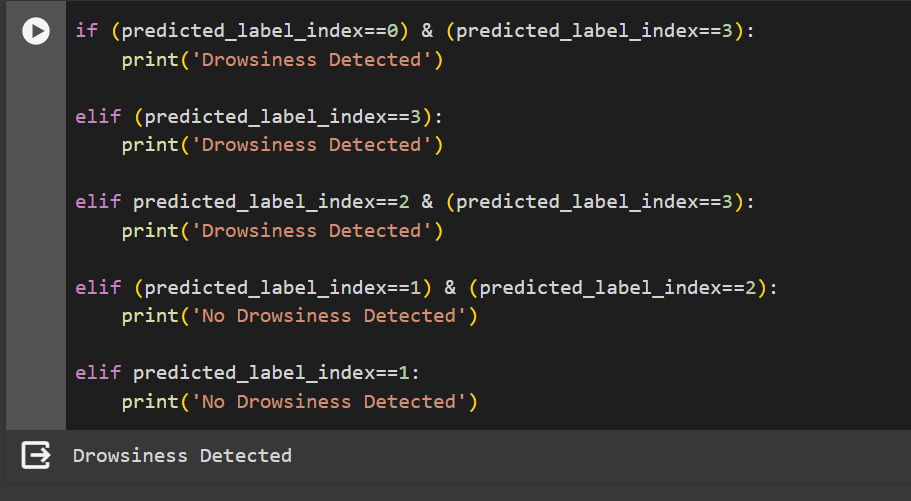 if (predicted_label_index==0) & (predicted_label_index==3):
    print('Drowsiness Detected')
elif (predicted_label_index==3):
    print('Drowsiness Detected')
elif predicted_label_index==2 & (predicted_label_index==3):
    print('Drowsiness Detected')
elif (predicted_label_index==1) & (predicted_label_index==2):
    print('No Drowsiness Detected')
elif predicted_label_index==1:
    print('No Drowsiness Detected')
Drowsiness Detected